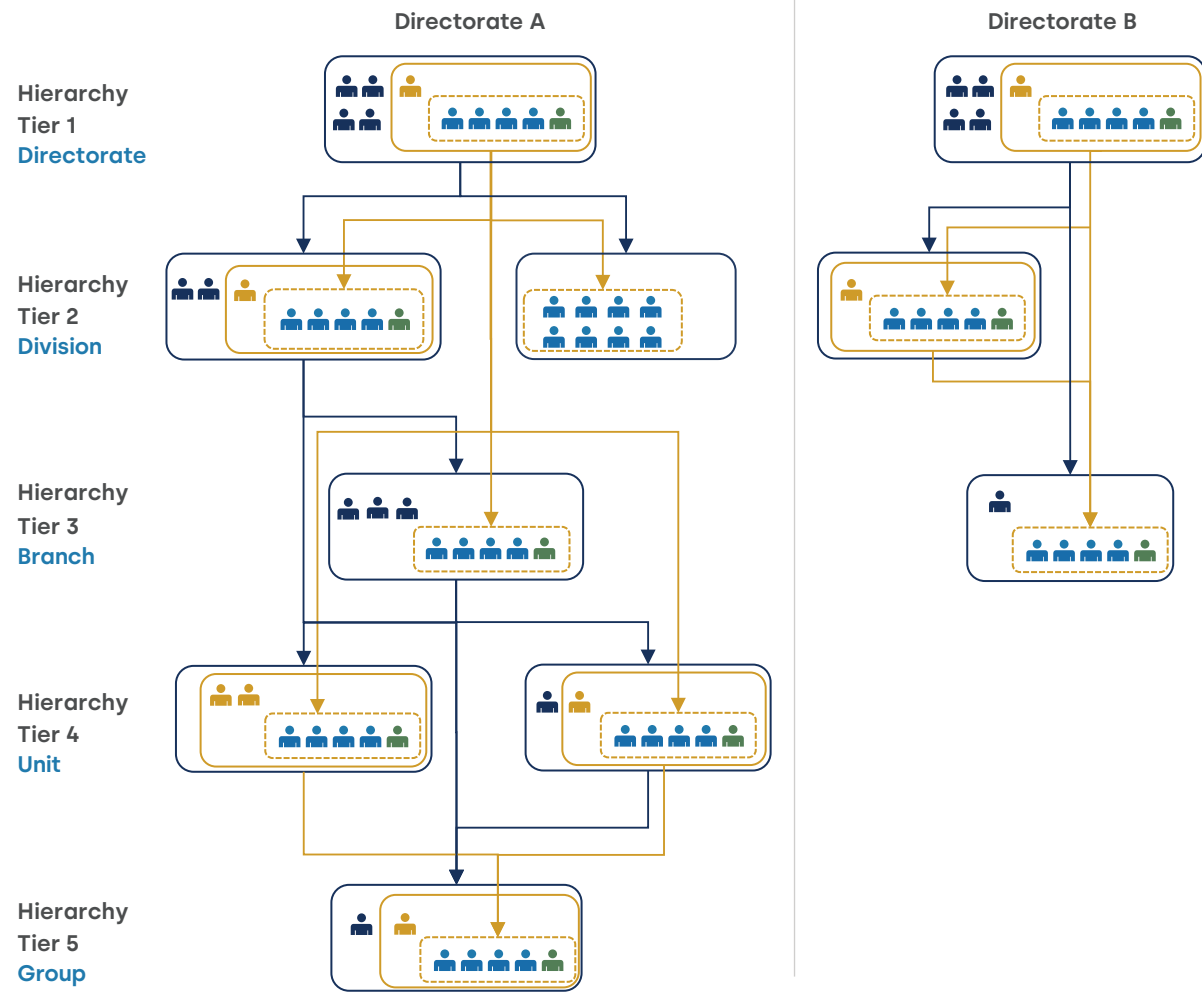 Directorate A
Directorate B
Hierarchy
Tier 1
Directorate
Hierarchy
Tier 2
Division
Hierarchy
Tier 3
Branch
Hierarchy
Tier 4
Unit
Hierarchy
Tier 5
Group